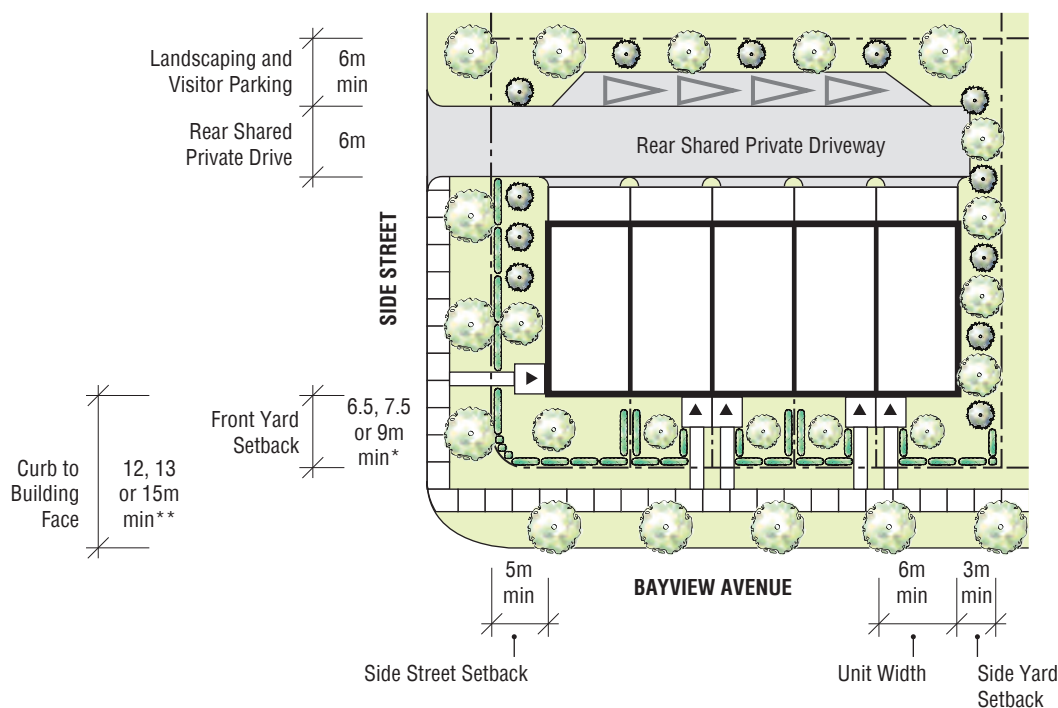 Landscaping and
Visitor Parking
6m
min
Rear Shared
Private Drive
6m
Rear Shared Private Driveway
SIDE STREET
Front Yard
Setback
6.5, 7.5
or 9m
min*
Curb to
Building
Face
12, 13
or 15m
min**
5m
min
BAYVIEW AVENUE
6m
min
3m
min
Side Street Setback
Unit Width
Side Yard
Setback